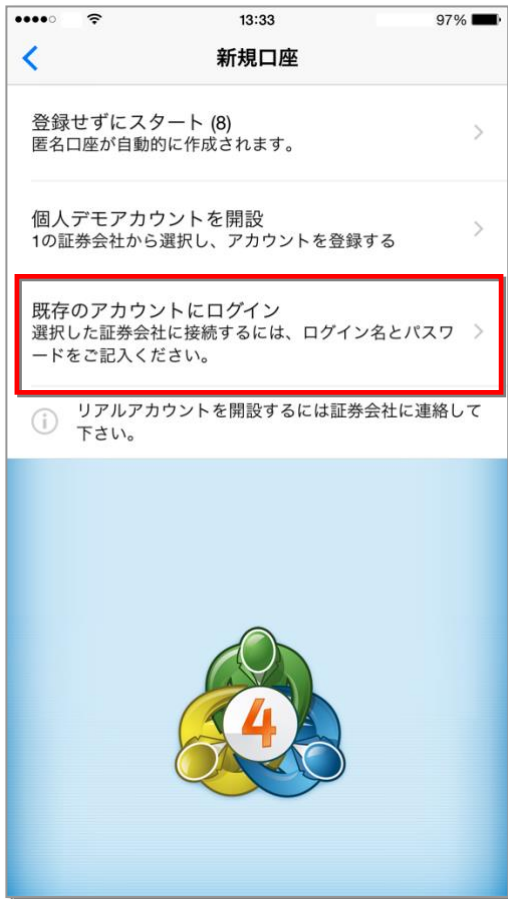 13:33
97%
新規口座
登録せずにスタート (8)
匿名口座が自動的に作成されます。
個人デモアカウントを開設
1の証券会社から選択し、アカウントを登録する
既存のアカウントにログイン
選択した証券会社に接続するには、ログイン名とパスワ
ードをご記入ください。
リアルアカウントを開設するには証券会社に連絡して
下さい。
4